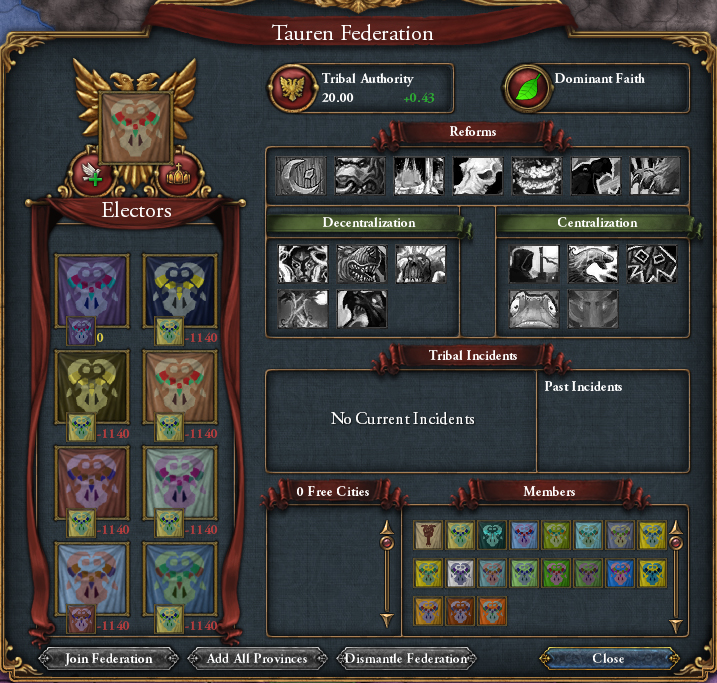 Tauren Federation
Tribal Authority
20.00 +0.43
Dominant Faith
Reforms
Electors
Decentralization
Centralization
0
-1140
Tribal Incidents
-1140
-1140
No Current Incidents
Past Incidents
-1140
-1140
0 Free Cities
Members
-1140
-1140
Join Federation
Add All Provinces
Dismantle Federation
Close